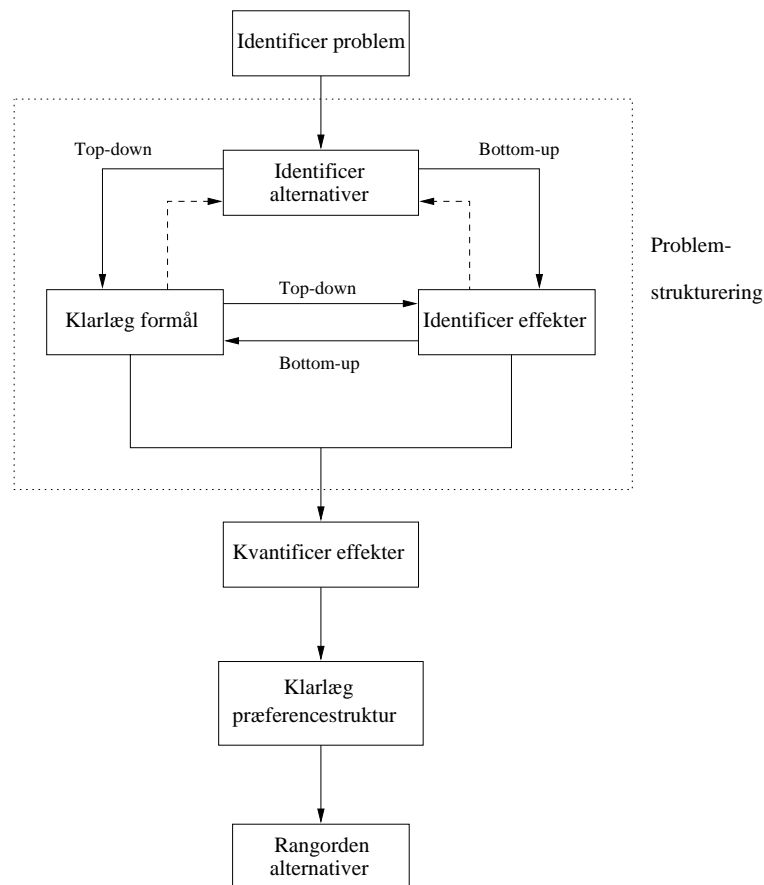 Identificer problem
Top-down
Bottom-up
Identificer
alternativer
Problem-
strukturering
Top-down
Klarlæg formål
Identificer effekter
Bottom-up
Kvantificer effekter
Klarlæg
præferencestruktur
Rangorden
alternativer